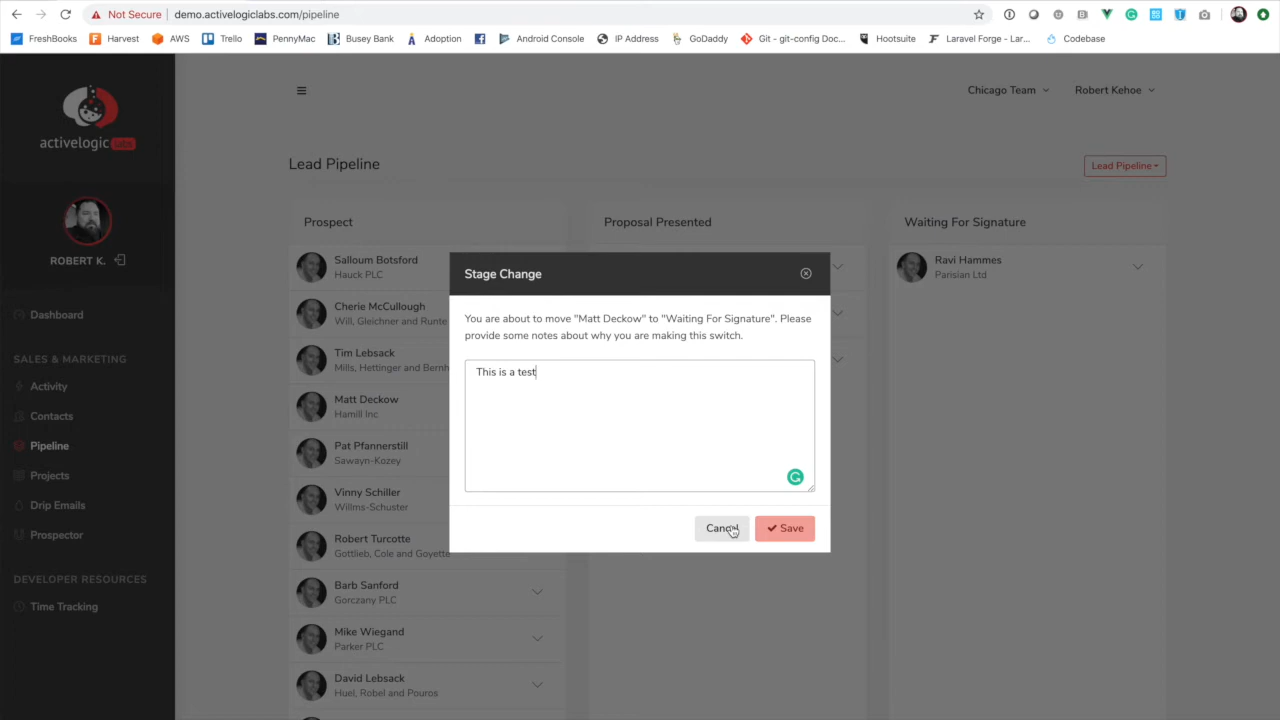 Not Secure
demo.activelogiclabs.com/pipeline
FreshBooks
Harvest
AWS
Trello
PennyMac
Busey Bank
Adoption
Android Console
IP Address
GoDaddy
Git - git-config Doc...
Hootsuite
Laravel Forge - Lar...
Codebase
activelogic labs
ROBERT K.
Dashboard
SALES & MARKETING
Activity
Contacts
Pipeline
Projects
Drip Emails
Prospector
DEVELOPER RESOURCES
Time Tracking
Chicago Team
Robert Kehoe
Lead Pipeline
Lead Pipeline
Prospect
Salloum Botsford
Hauck PLC
Cherie McCullough
Will, Gleichner and Runte
Tim Lebsack
Mills, Hettinger and Bernh
Matt Deckow
Hamill Inc
Pat Pfannerstill
Sawayn-Kozey
Vinny Schiller
Willms-Schuster
Robert Turcotte
Gottlieb, Cole and Goyette
Barb Sanford
Gorczany PLC
Mike Wiegand
Parker PLC
David Lebsack
Huel, Robel and Pouros
Proposal Presented
Waiting For Signature
Ravi Hammes
Parisian Ltd
Stage Change
You are about to move "Matt Deckow" to "Waiting For Signature". Please
provide some notes about why you are making this switch.
This is a test
Cancel
Save